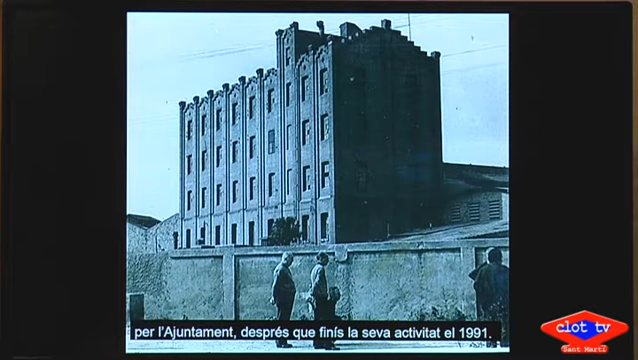 per l'Ajuntament, després que finís la seva activitat el 1991.
clot tv
Sant Martí